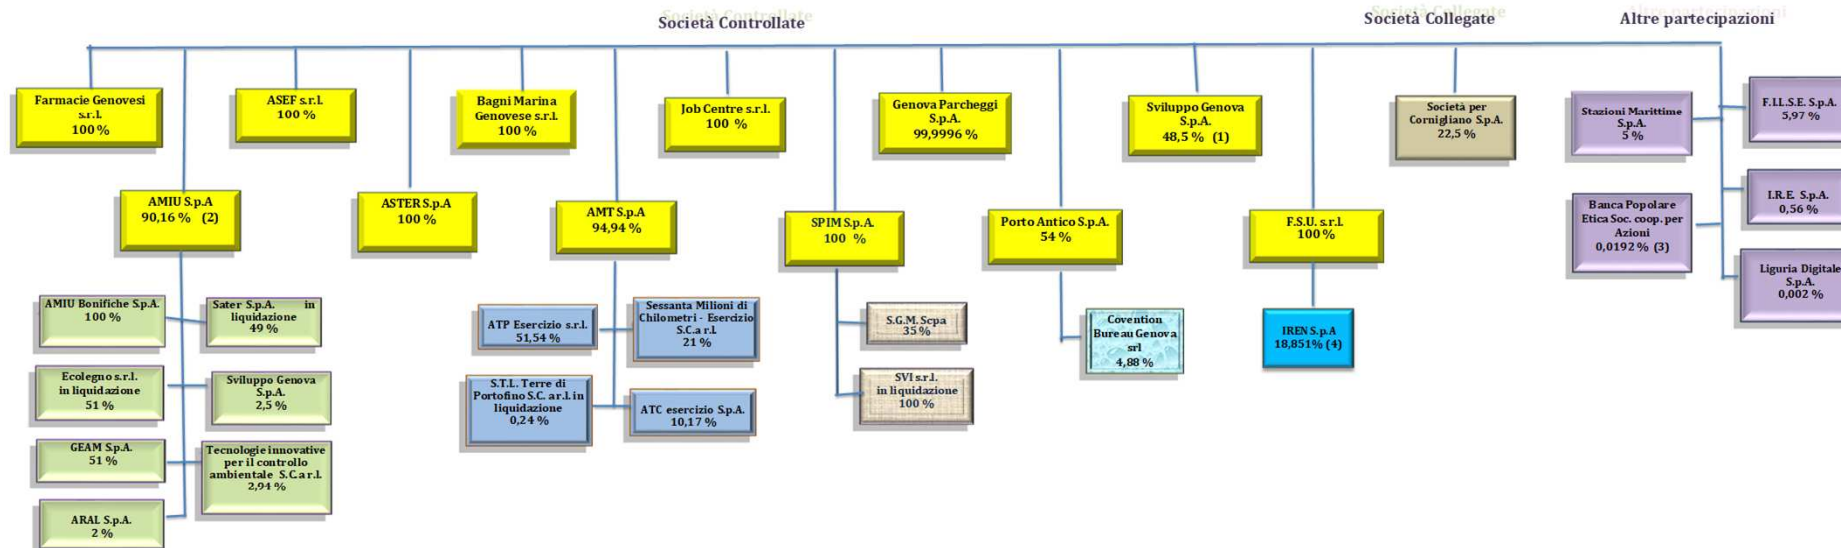 Società Controllate
Società Collegate
Altre partecipazioni
Farmacie Genovesi
s.r.l.
100 %
ASEF s.r.l.
100 %
Bagni Marina
Genovese s.r.l.
100 %
Job Centre s.r.l.
100 %
Genova Parcheggi
S.p.A.
99,9996 %
Sviluppo Genova
S.p.A.
48,5 % (1)
Società per
Cornigliano S.p.A.
22,5 %
Stazioni Marittime
S.p.A.
5 %
F.I.L.S.E. S.p.A.
5,97 %
AMIU S.p.A
90,16 % (2)
ASTER S.p.A
100 %
AMT S.p.A
94,94 %
SPIM S.p.A.
100 %
Porto Antico S.p.A.
54 %
F.S.U. s.r.l.
100 %
Banca Popolare
Etica Soc. coop. per
Azioni
0,0192 % (3)
I.R.E. S.p.A.
0,56 %
Liguria Digitale
S.p.A.
0,002 %
AMIU Bonifiche S.p.A.
100 %
Sater S.p.A. in
liquidazione
49 %
Ecolegno s.r.l.
in liquidazione
51 %
Sviluppo Genova
S.p.A.
2,5 %
GEAM S.p.A.
51 %
Tecnologie innovative
per il controllo
ambientale S.C.a r.l.
2,94 %
ARAL S.p.A.
2 %
ATP Esercizio s.r.l.
51,54 %
Sessanta Milioni di
Chilometri - Esercizio
S.C.a r.l.
21 %
S.T.L. Terre di
Portofino S.C. a r.l. in
liquidazione
0,24 %
ATC esercizio S.p.A.
10,17 %
S.G.M. Scpa
35 %
SVI s.r.l.
in liquidazione
100 %
Covention
Bureau Genova
srl
4,88 %
IREN S.p.A
18,851% (4)